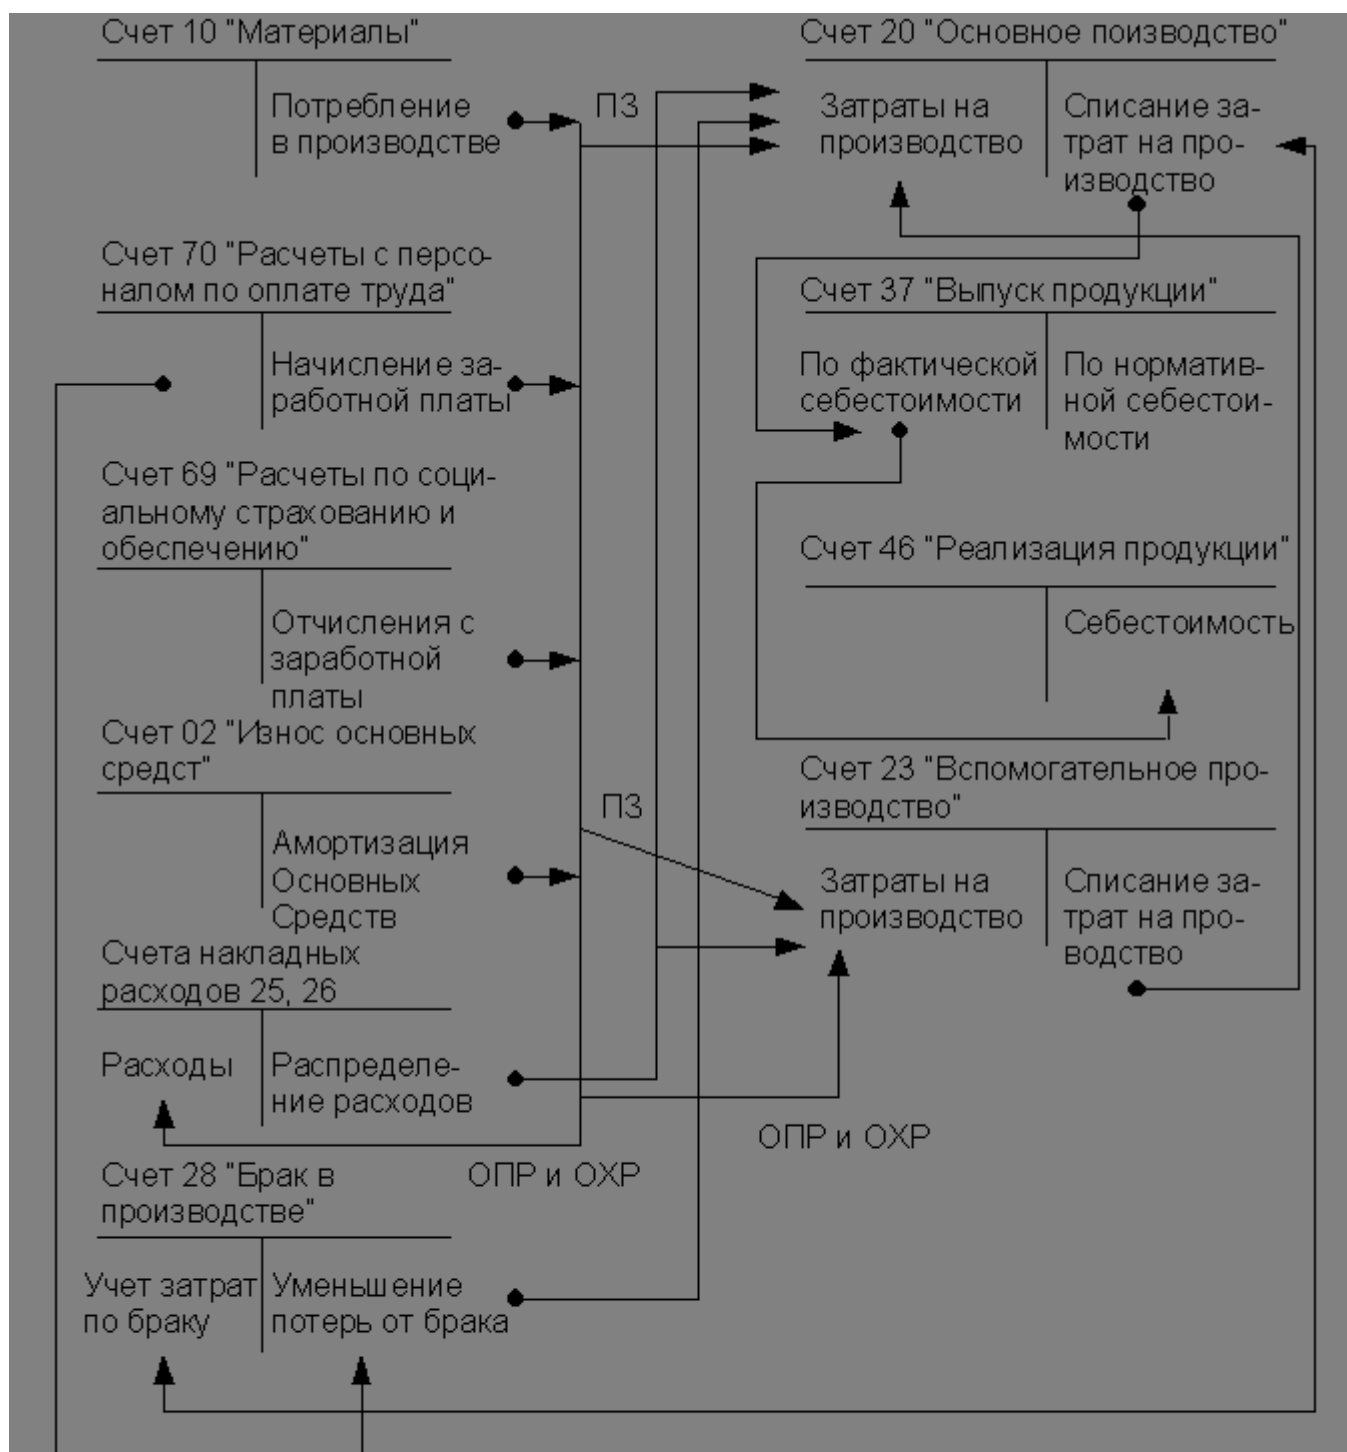 Счет 10 "Материалы"
Потребление
в производстве
ПЗ
Счет 70 "Расчеты с персо-
налом по оплате труда"
Начисление за-
работной платы
Счет 69 "Расчеты по соци-
альному страхованию и
обеспечению"
Отчисления с
заработной
платы
Счет 02 "Износ основных
средст"
Амортизация
Основных
Средств
ПЗ
Счета накладных
расходов 25, 26
Расходы
Распределе-
ние расходов
ОПР и ОХР
Счет 28 "Брак в
производстве"
Учет затрат
по браку
Уменьшение
потерь от брака
Счет 20 "Основное поизводство"
Затраты на
производство
Списание за-
трат на про-
изводство
Счет 37 "Выпуск продукции"
По фактической
себестоимости
По норматив-
ной себестои-
мости
Счет 46 "Реализация продукции"
Себестоимость
Счет 23 "Вспомогательное про-
изводство"
Затраты на
производство
Списание за-
трат на про-
водство
ОПР и ОХР